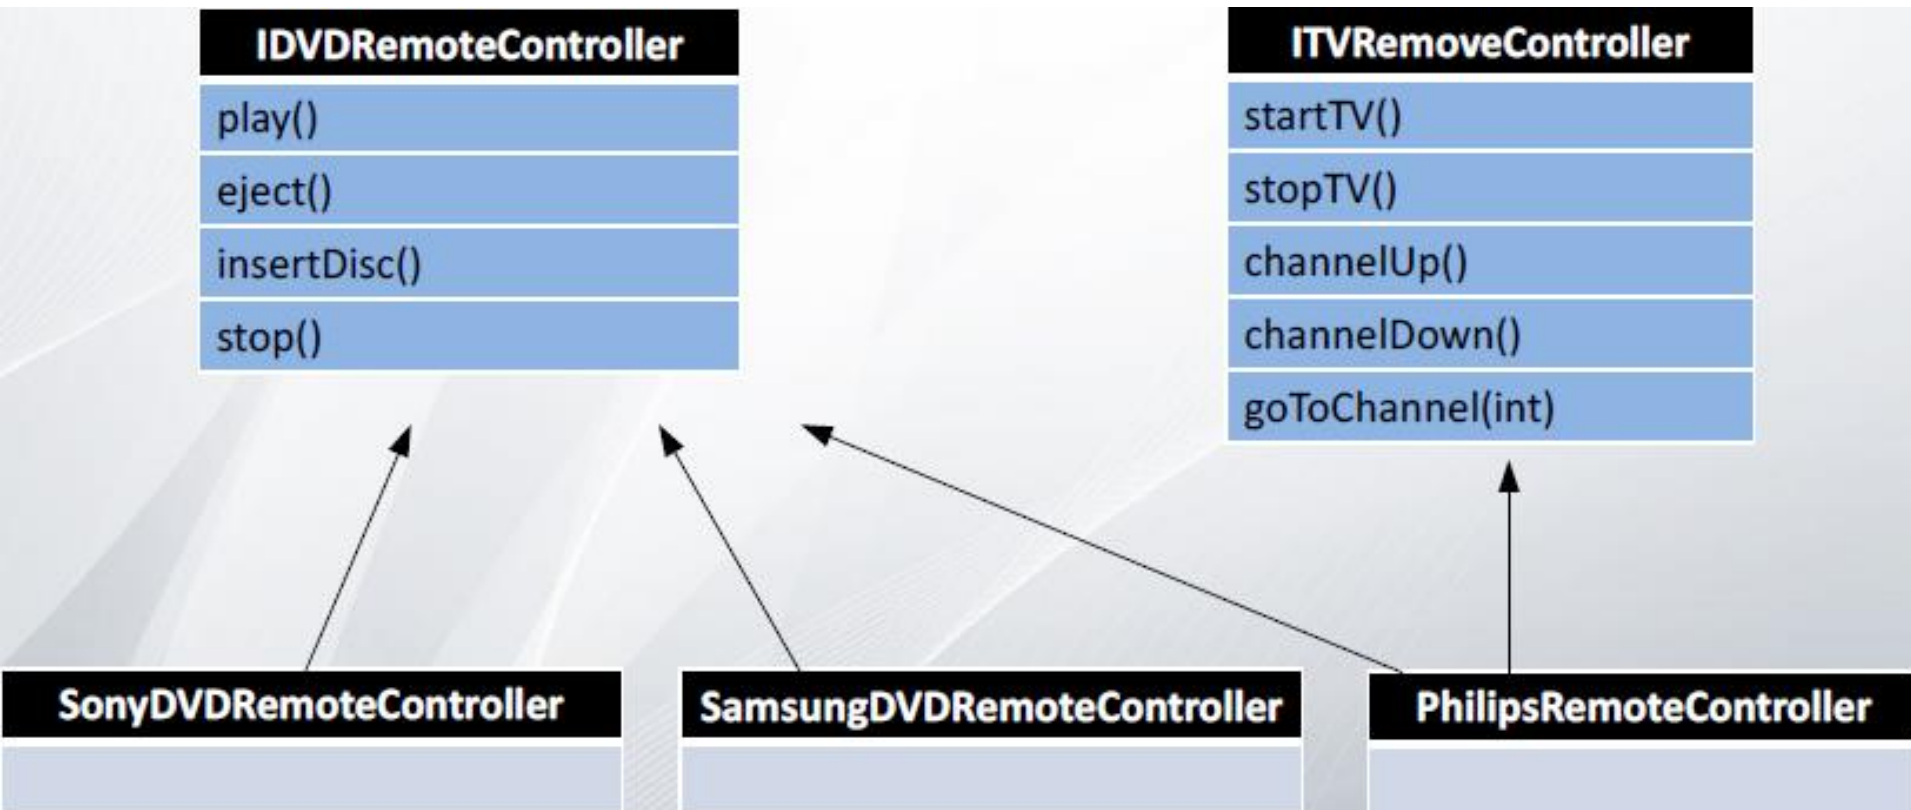 IDVDRemoteController
play()
eject()
insertDisc()
stop()
ITVRemoveController
startTV()
stopTV()
channelUp()
channelDown()
goToChannel(int)
SonyDVDRemoteController
SamsungDVDRemoteController
PhilipsRemoteController